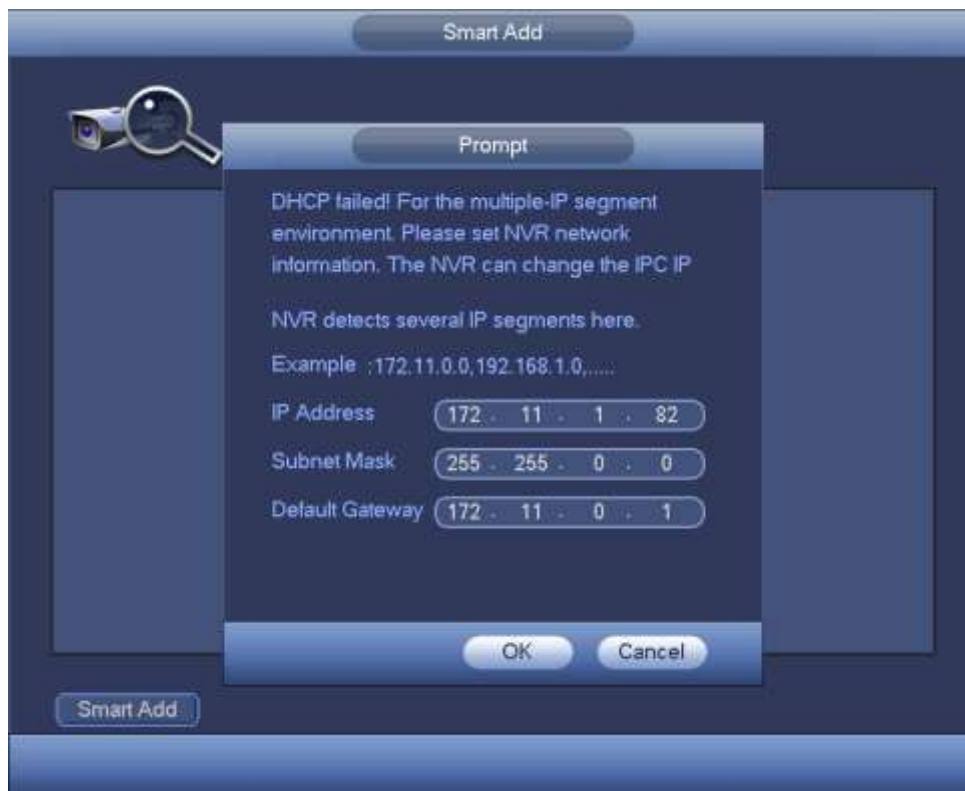 Smart Add
Prompt
DHCP failed! For the multiple-IP segment
environment. Please set NVR network
information. The NVR can change the IPC IP
NVR detects several IP segments here.
Example :172.11.0.0,192.168.1.0,.....
IP Address 172 . 11 . 1 . 82
Subnet Mask 255 . 255 . 0 . 0
Default Gateway 172 . 11 . 0 . 1
OK Cancel
Smart Add